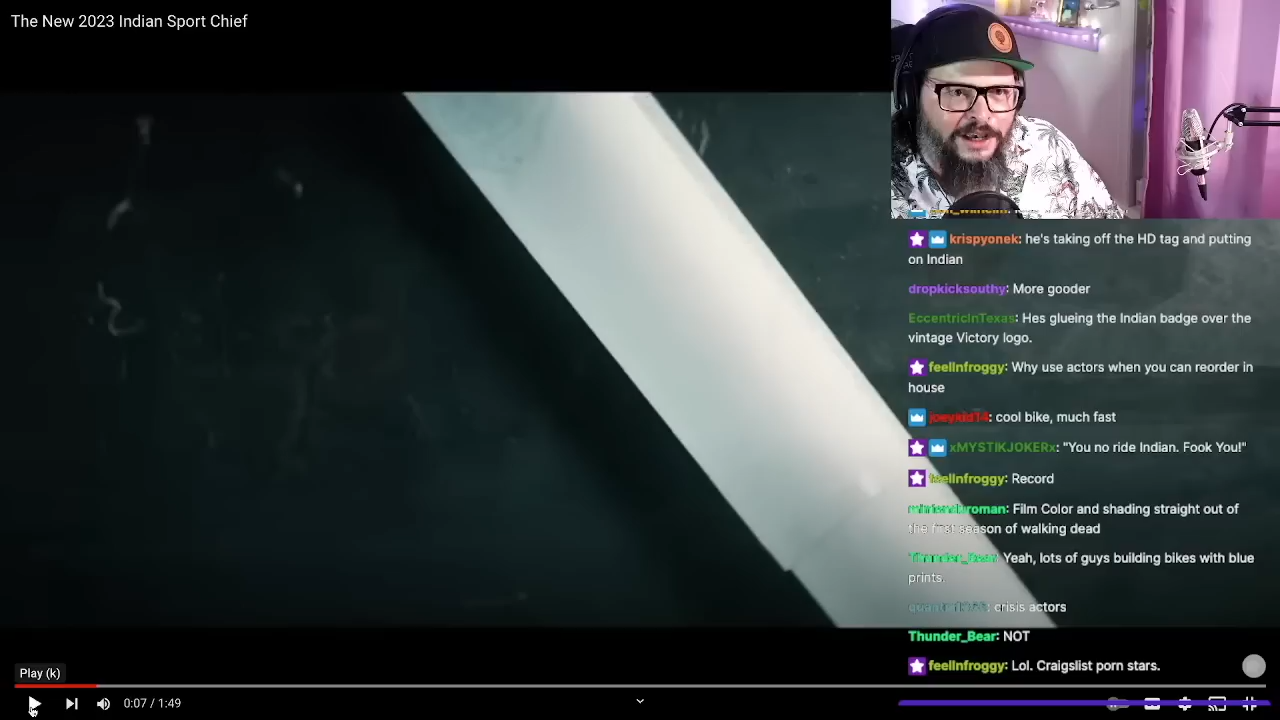 The New 2023 Indian Sport Chief
krispyonek: he's taking off the HD tag and putting
on Indian
dropkicksouthy: More gooder
EccentricInTexas: Hes glueing the Indian badge over the
vintage Victory logo.
feelInfroggy: Why use actors when you can reorder in
house
joeykid14: cool bike, much fast
xMYSTIKJOKERx: "You no ride Indian. Fook You!"
feelInfroggy: Record
Film Color and shading straight out of
the first season of walking dead
Thunder_Bear: Yeah, lots of guys building bikes with blue
prints.
: crisis actors
Thunder_Bear: NOT
feelInfroggy: Lol. Craigslist porn stars.
Play (k)
0:07 / 1:49